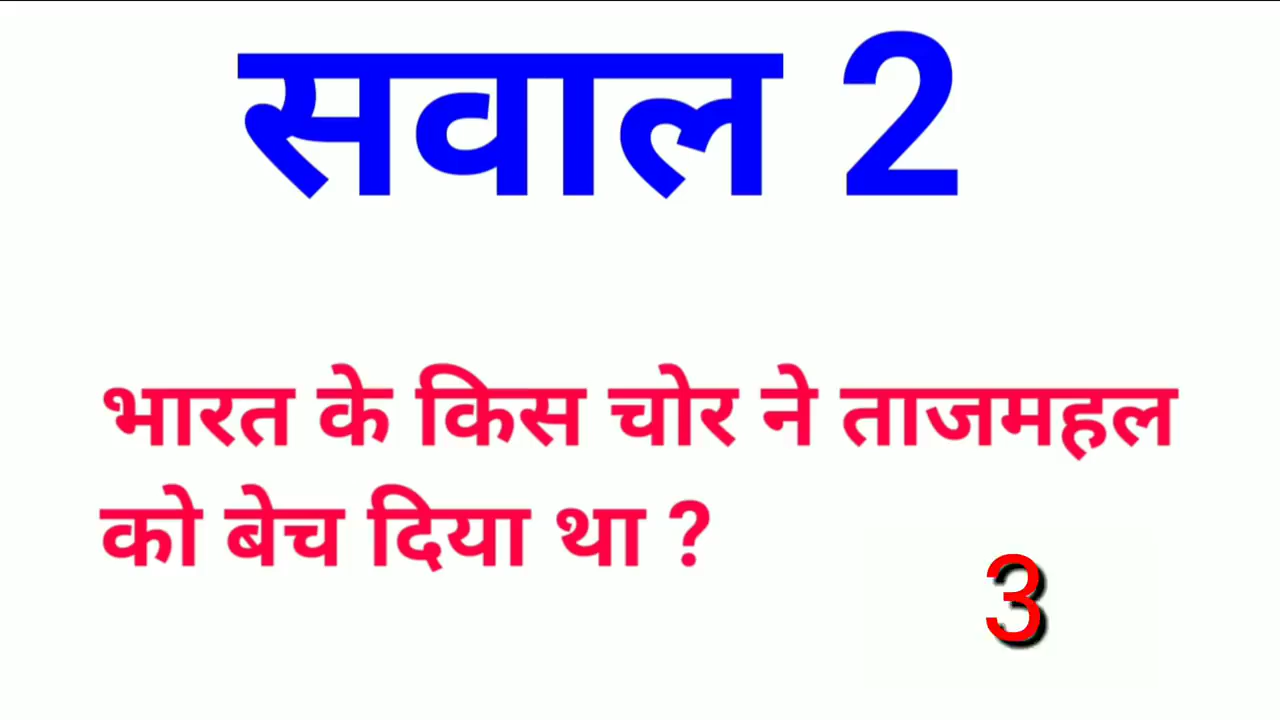 सवाल 2
भारत के किस चोर ने ताजमहल
को बेच दिया था ?
3